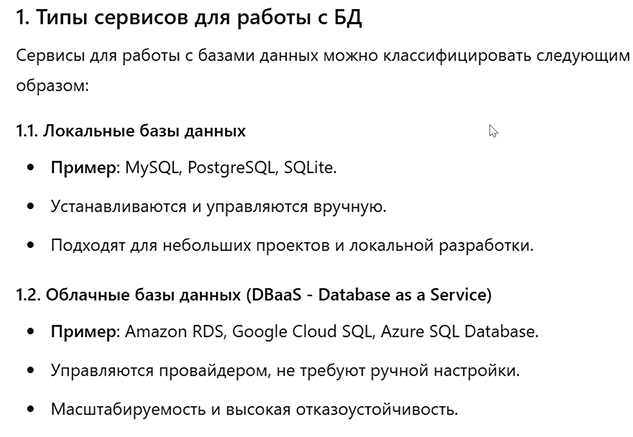 1. Типы сервисов для работы с БД
Сервисы для работы с базами данных можно классифицировать следующим
образом:
1.1. Локальные базы данных
• Пример: MySQL, PostgreSQL, SQLite.
• Устанавливаются и управляются вручную.
• Подходят для небольших проектов и локальной разработки.
1.2. Облачные базы данных (DBaaS - Database as a Service)
• Пример: Amazon RDS, Google Cloud SQL, Azure SQL Database.
• Управляются провайдером, не требуют ручной настройки.
• Масштабируемость и высокая отказоустойчивость.